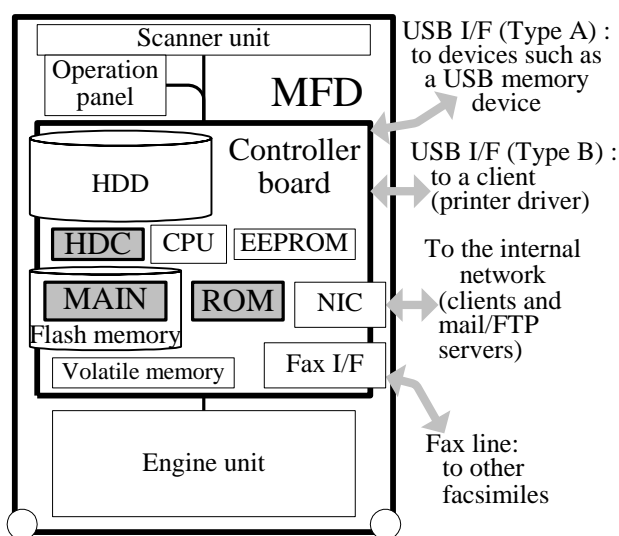 Scanner unit
Operation
panel
MFD
Controller
board
HDD
HDC
CPU
EEPROM
MAIN
Flash memory
ROM
NIC
Volatile memory
Fax I/F
Engine unit
USB I/F (Type A) :
to devices such as
a USB memory
device
USB I/F (Type B) :
to a client
(printer driver)
To the internal
network
(clients and
mail/FTP
servers)
Fax line:
to other
facsimiles